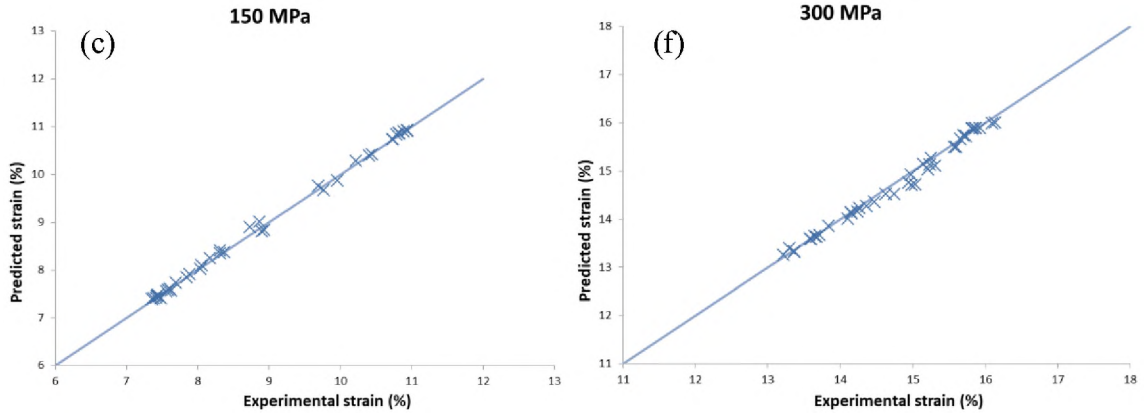 150 MPa
(c)
13
12
11
10
9
8
7
6
Predicted strain (%)
6 7 8 9 10 11 12 13
Experimental strain (%)
300 MPa
(f)
18
17
16
15
14
13
12
11
Predicted strain (%)
11 12 13 14 15 16 17 18
Experimental strain (%)